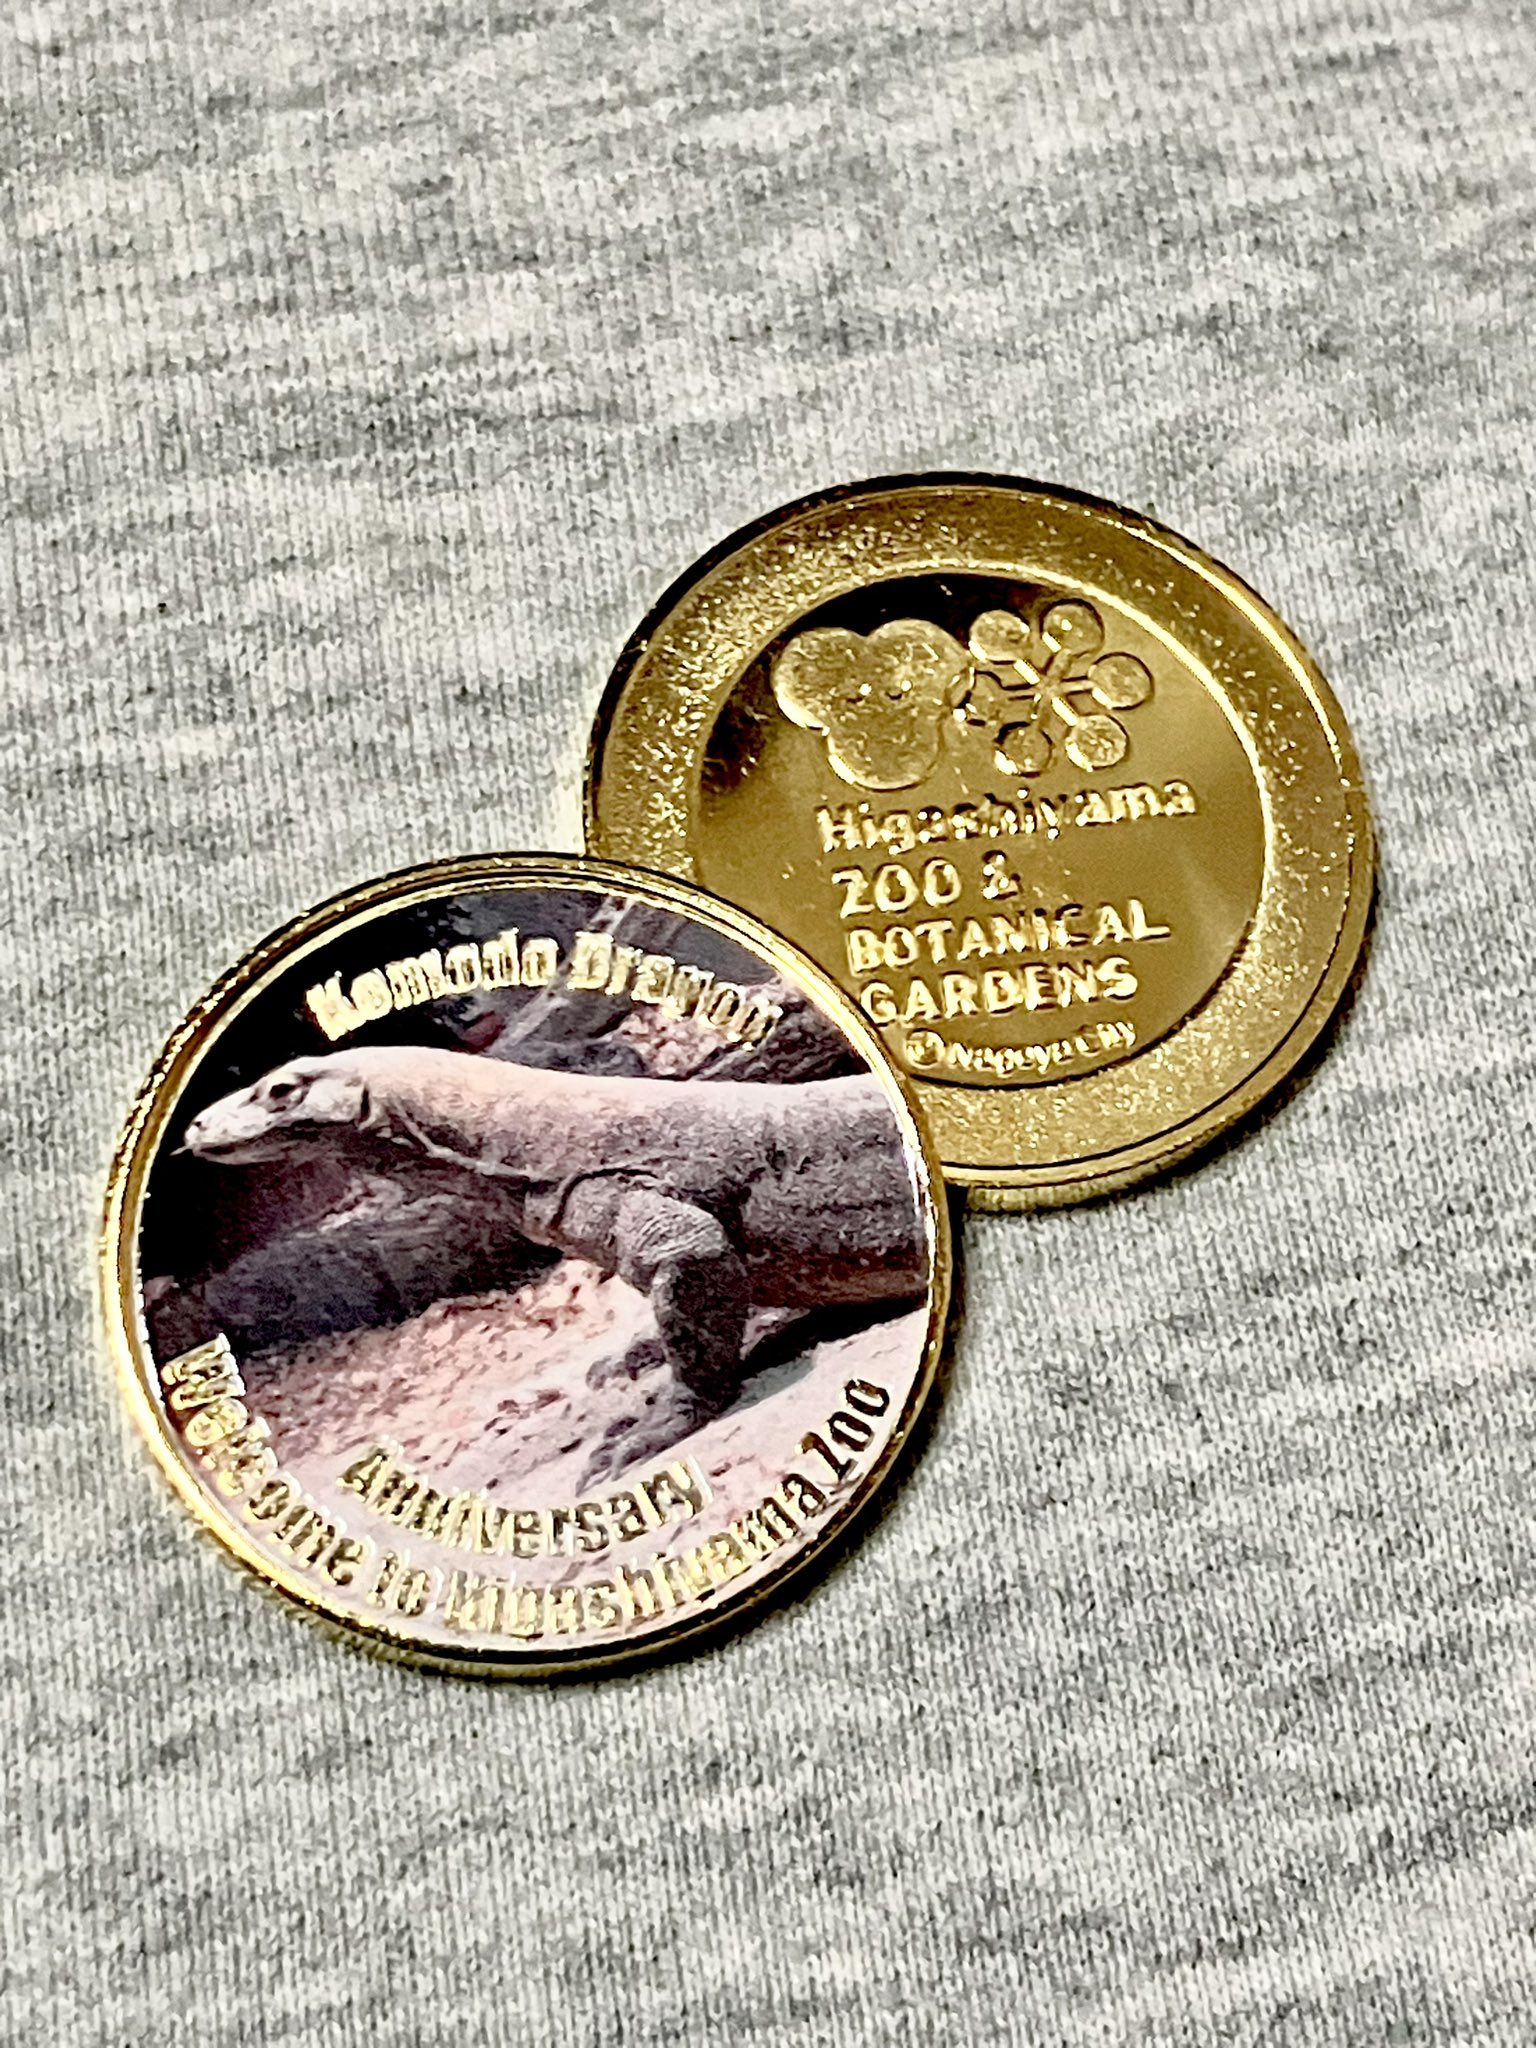 Higashiyama
ZOO &
BOTANICAL
GARDENS
© Nagoya City
Komodo Dragon
Anniversary
Welcome to Higashiyama Zoo